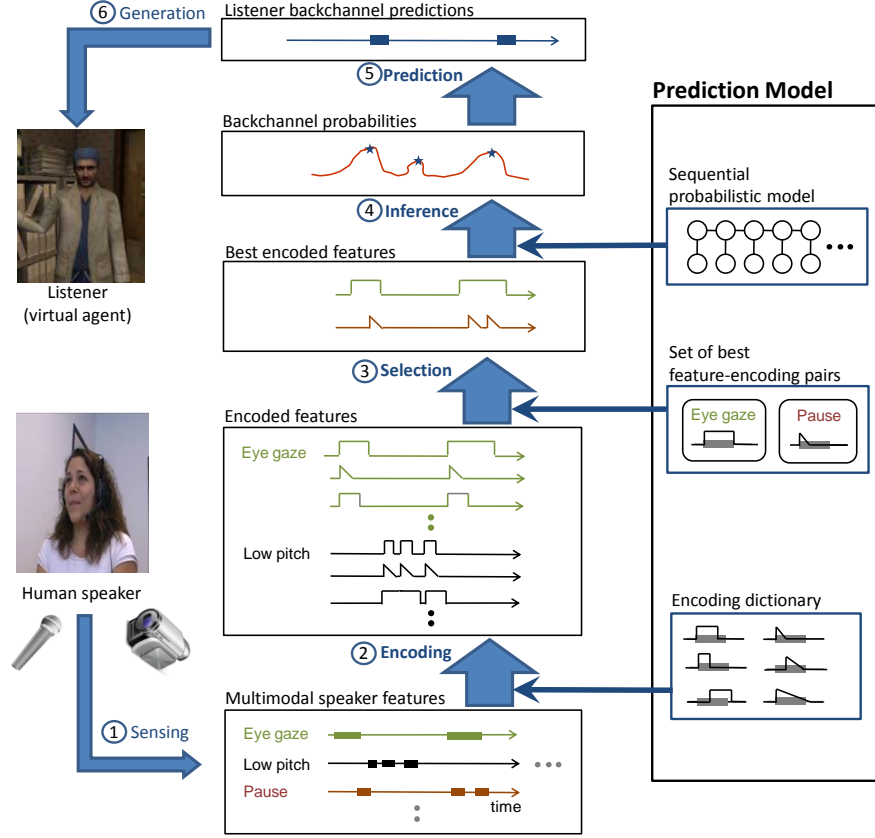 6 Generation
Listener backchannel predictions
5 Prediction
Backchannel probabilities
4 Inference
Best encoded features
Listener
(virtual agent)
3 Selection
Encoded features
Eye gaze
Low pitch
Human speaker
2 Encoding
Multimodal speaker features
1 Sensing
Eye gaze
Low pitch
Pause
time
Prediction Model
Sequential
probabilistic model
Set of best
feature-encoding pairs
Eye gaze
Pause
Encoding dictionary